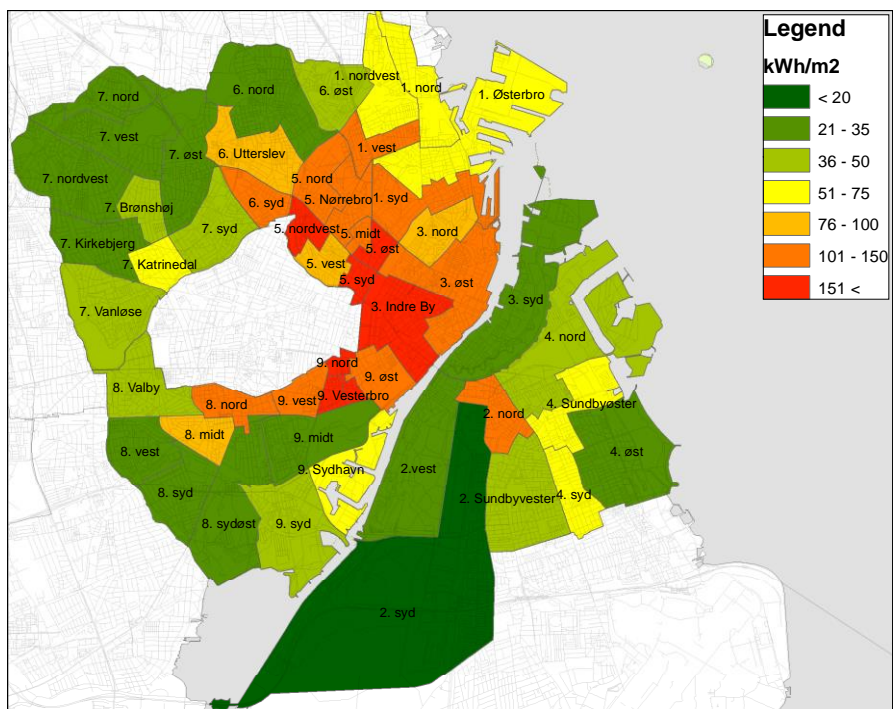 Legend
kWh/m2
< 20
21 - 35
36 - 50
51 - 75
76 - 100
101 - 150
151 <
1. nordvest
1. nord
1. Østerbro
7. nord
6. nord
6. øst
7. vest
7. øst
6. Utterslev
1. vest
7. nordvest
5. nord
7. Brønshøj
6. syd
5. Nørrebro
1. syd
7. syd
5. nordvest
5. midt
3. nord
7. Kirkebjerg
5. øst
7. Katrinedal
5. vest
5. syd
3. øst
3. syd
7. Vanløse
3. Indre By
4. nord
9. nord
9. øst
8. Valby
9. vest
9. Vesterbro
8. nord
4. Sundbyøster
2. nord
8. midt
9. midt
8. vest
4. øst
9. Sydhavn
2.vest
8. syd
2. Sundbyvester
4. syd
8. sydøst
9. syd
2. syd